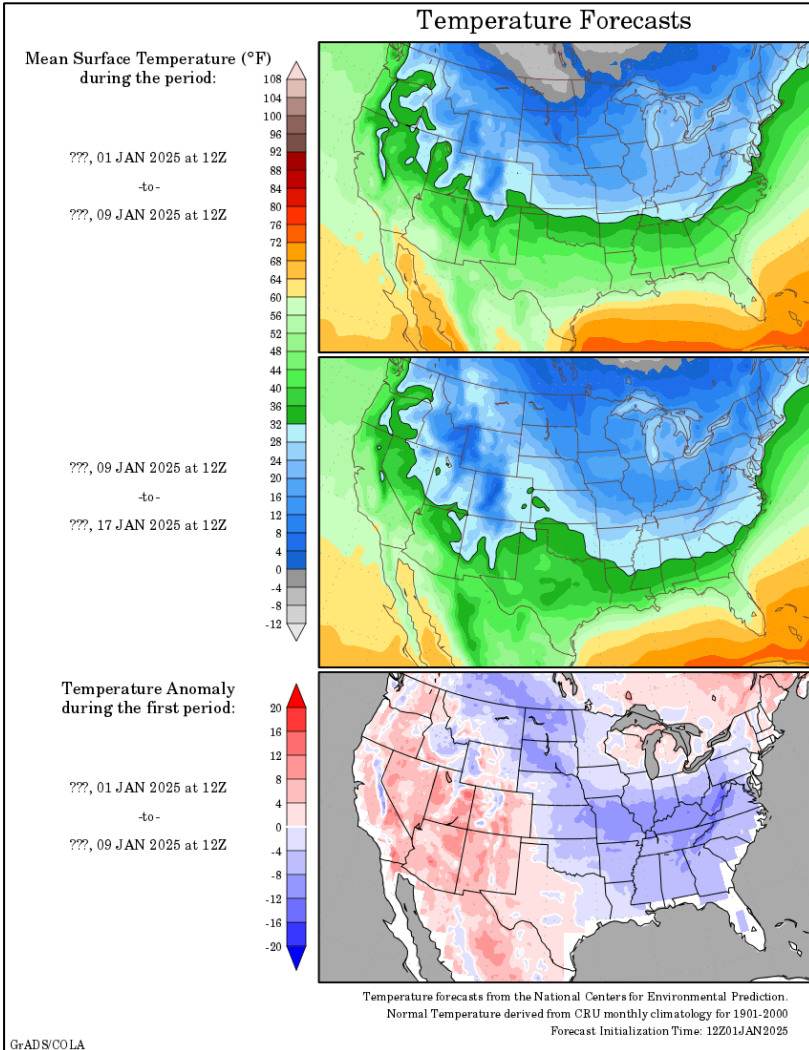 Temperature Forecasts
Mean Surface Temperature (°F)
during the period:
???, 01 JAN 2025 at 12Z
-to-
???, 09 JAN 2025 at 12Z
108
104
100
96
92
88
84
80
76
72
68
64
60
56
52
48
44
40
36
32
28
24
20
16
12
8
4
0
-4
-8
-12
???, 09 JAN 2025 at 12Z
-to-
???, 17 JAN 2025 at 12Z
Temperature Anomaly
during the first period:
???, 01 JAN 2025 at 12Z
-to-
???, 09 JAN 2025 at 12Z
20
16
12
8
4
0
-4
-8
-12
-16
-20
Temperature forecasts from the National Centers for Environmental Prediction.
Normal Temperature derived from CRU monthly climatology for 1901-2000
Forecast Initialization Time: 12Z01JAN2025
GrADS/COLA